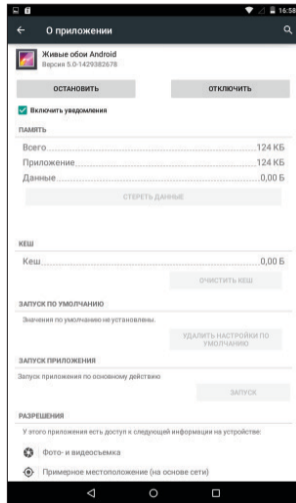 16:58
О приложении
Живые обои Android
Версия 5.0-1429382678
ОСТАНОВИТЬ ОТКЛЮЧИТЬ
Включить уведомления
ПАМЯТЬ
Всего 124 КБ
Приложение 124 КБ
Данные 0,00 Б
СТЕРЕТЬ ДАННЫЕ
КЕШ
Кеш 0,00 Б
ОЧИСТИТЬ КЕШ
ЗАПУСК ПО УМОЛЧАНИЮ
Значения по умолчанию не установлены.
УДАЛИТЬ НАСТРОЙКИ ПО
УМОЛЧАНИЮ
ЗАПУСК ПРИЛОЖЕНИЯ
Запуск приложения по основному действию
ЗАПУСК
РАЗРЕШЕНИЯ
У этого приложения есть доступ к следующей информации на устройстве:
Фото- и видеосъемка
Примерное местоположение (на основе сети)